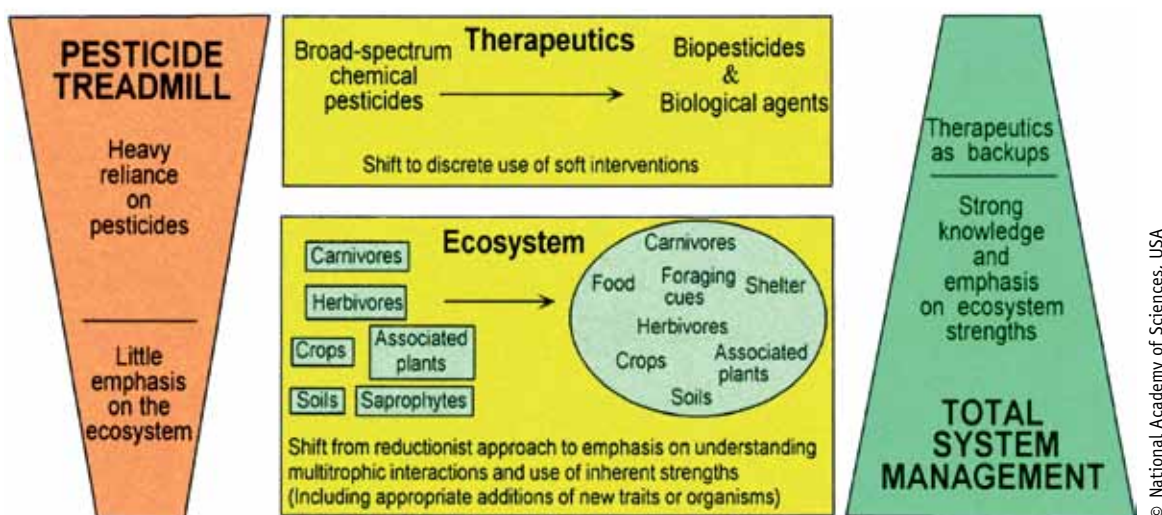 PESTICIDE
TREADMILL
Heavy
reliance
on
pesticides
Little
emphasis
on the
ecosystem
Therapeutics
Broad-spectrum
chemical
pesticides
Biopesticides
&
Biological agents
Shift to discrete use of soft interventions
Ecosystem
Carnivores
Herbivores
Crops
Associated
plants
Soils
Saprophytes
Carnivores
Food
Foraging
cues
Shelter
Herbivores
Crops
Associated
plants
Soils
Shift from reductionist approach to emphasis on understanding
multitrophic interactions and use of inherent strengths
(Including appropriate additions of new traits or organisms)
Therapeutics
as backups
Strong
knowledge
and
emphasis
on ecosystem
strengths
TOTAL
SYSTEM
MANAGEMENT
© National Academy of Sciences, USA